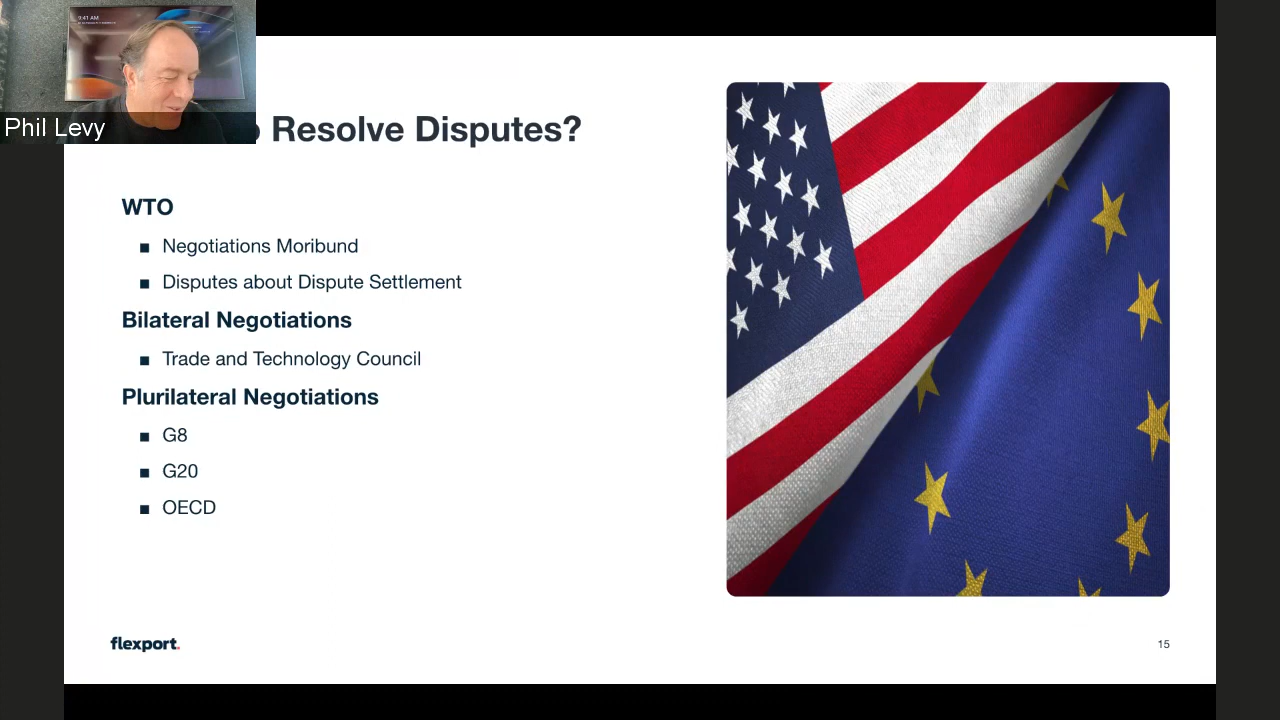 9:41 AM
Phil Levy
Resolve Disputes?
WTO
■ Negotiations Moribund
■ Disputes about Dispute Settlement
Bilateral Negotiations
■ Trade and Technology Council
Plurilateral Negotiations
■ G8
■ G20
■ OECD
flexport.
15